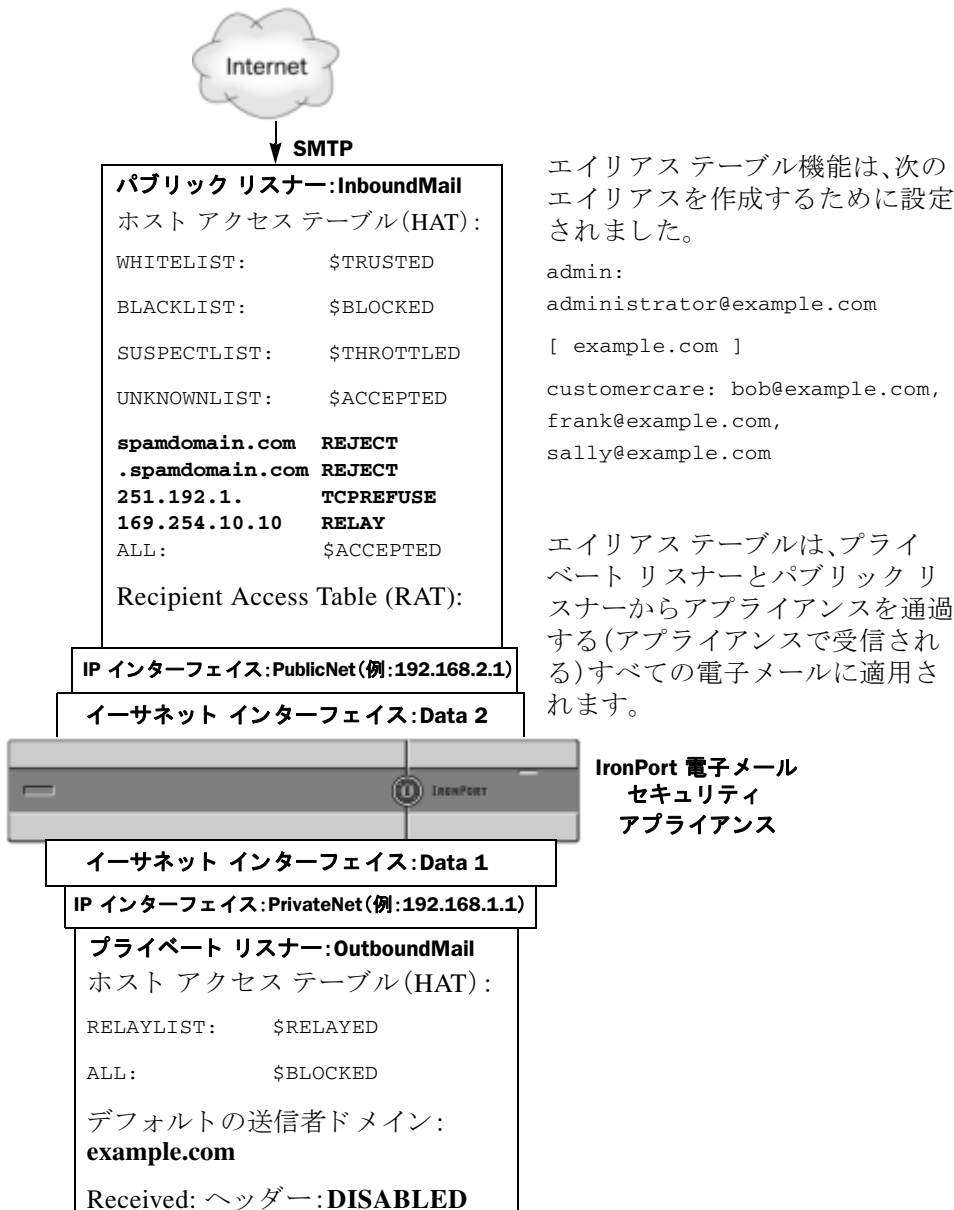 Internet
SMTP
パブリック リスナー:InboundMail
ホスト アクセス テーブル(HAT):
WHITELIST: $TRUSTED
BLACKLIST: $BLOCKED
SUSPECTLIST: $THROTTLED
UNKNOWNLIST: $ACCEPTED
spamdomain.com REJECT
.spamdomain.com REJECT
251.192.1. TCPREFUSE
169.254.10.10 RELAY
ALL: $ACCEPTED
Recipient Access Table (RAT):
IP インターフェイス:PublicNet(例:192.168.2.1)
イーサネット インターフェイス:Data 2
エイリアス テーブル機能は、次の
エイリアスを作成するために設定
されました。
admin:
administrator@example.com
[ example.com ]
customercare: bob@example.com,
frank@example.com,
sally@example.com
エイリアス テーブルは、プライ
ベート リスナーとパブリック リ
スナーからアプライアンスを通過
する(アプライアンスで受信され
る)すべての電子メールに適用さ
れます。
IRONPORT
IronPort 電子メール
セキュリティ
アプライアンス
イーサネット インターフェイス:Data 1
IP インターフェイス:PrivateNet(例:192.168.1.1)
プライベート リスナー:OutboundMail
ホスト アクセス テーブル(HAT):
RELAYLIST: $RELAYED
ALL: $BLOCKED
デフォルトの送信者ドメイン:
example.com
Received: ヘッダー:DISABLED